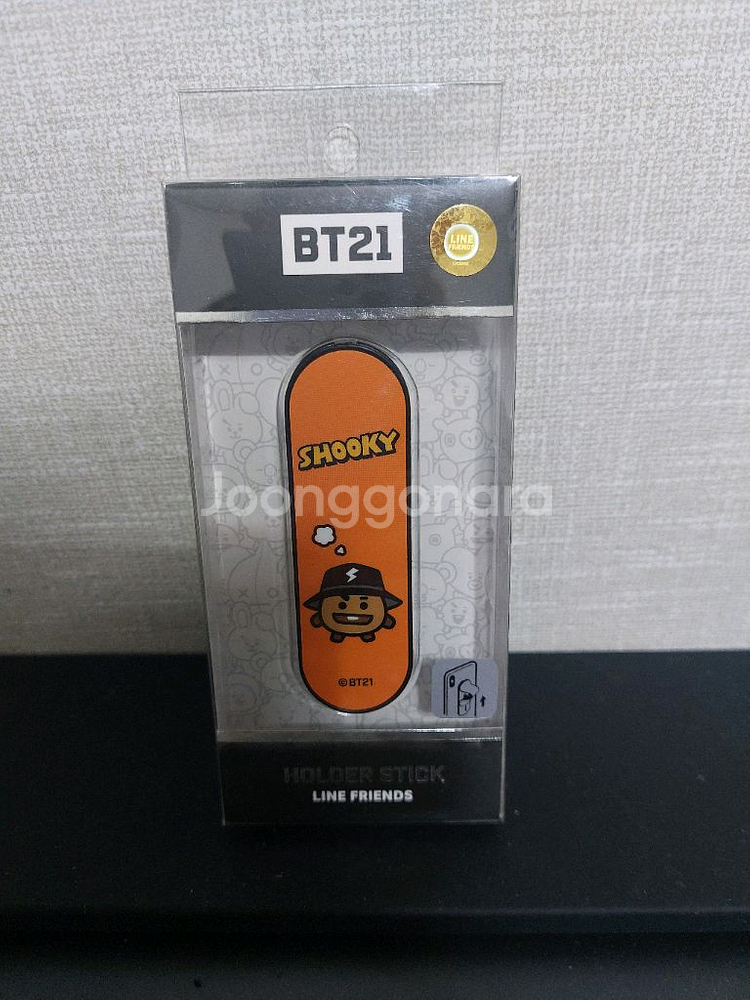 BT21
LINE
FRIENDS
SHOOKY
Joonggonara
©BT21
HOLDER STICK
LINE FRIENDS